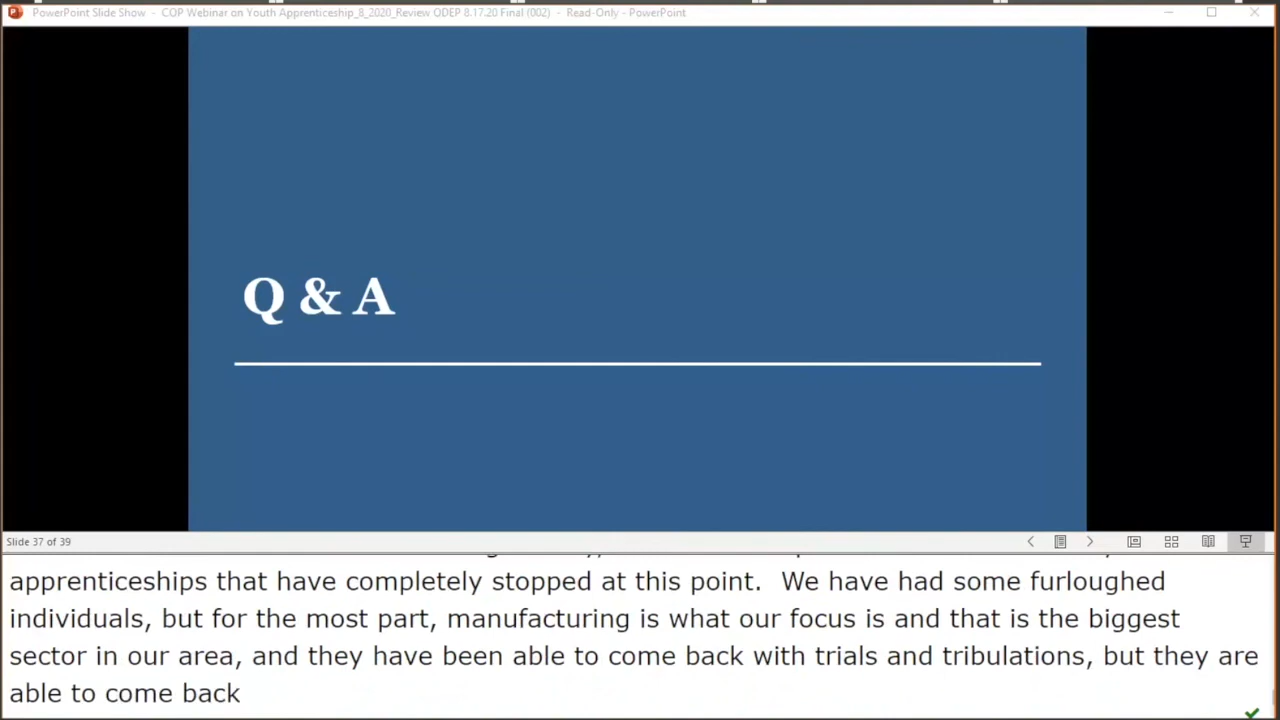 PowerPoint Slide Show - COP Webinar on Youth Apprenticeship_8_2020_Review ODEP 8.17.20 Final (002) - Read-Only - PowerPoint
Q & A
Slide 37 of 39
apprenticeships that have completely stopped at this point. We have had some furloughed
individuals, but for the most part, manufacturing is what our focus is and that is the biggest
sector in our area, and they have been able to come back with trials and tribulations, but they are
able to come back